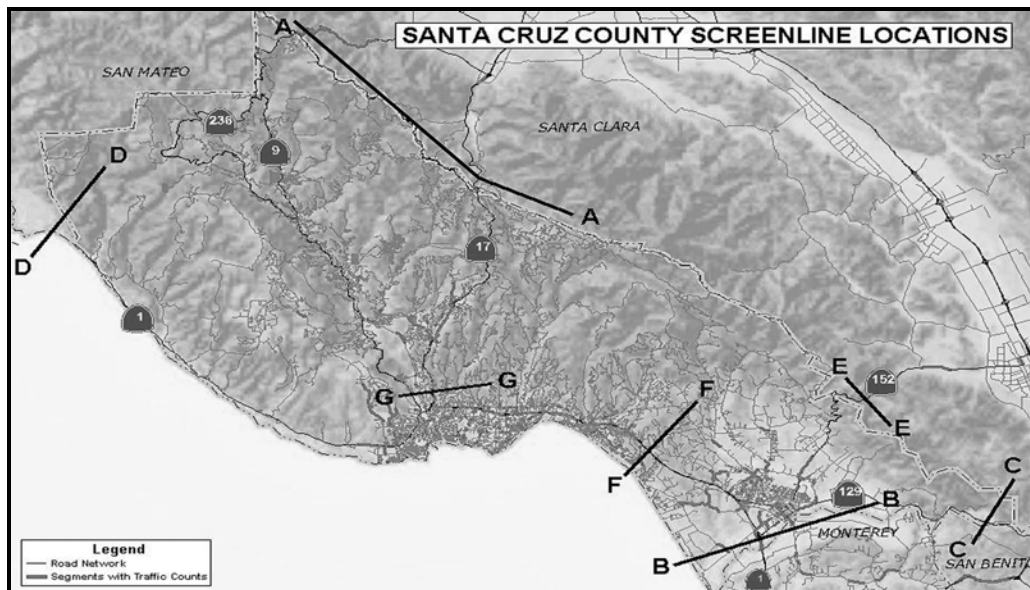 SANTA CRUZ COUNTY SCREENLINE LOCATIONS
A
SAN MATEO
236
SANTA CLARA
9
D
A
17
D
1
E
152
G
G
F
E
C
F
129
B
MONTEREY
C
B
SAN BENIT
1
Legend
Road Network
Segments with Traffic Counts